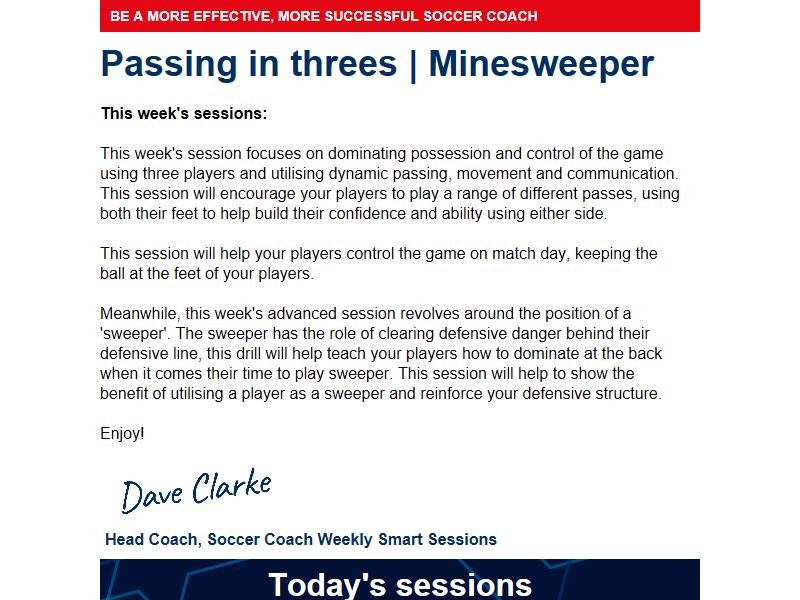 BE A MORE EFFECTIVE, MORE SUCCESSFUL SOCCER COACH
Passing in threes | Minesweeper
This week's sessions:
This week's session focuses on dominating possession and control of the game
using three players and utilising dynamic passing, movement and communication.
This session will encourage your players to play a range of different passes, using
both their feet to help build their confidence and ability using either side.
This session will help your players control the game on match day, keeping the
ball at the feet of your players.
Meanwhile, this week's advanced session revolves around the position of a
'sweeper'. The sweeper has the role of clearing defensive danger behind their
defensive line, this drill will help teach your players how to dominate at the back
when it comes their time to play sweeper. This session will help to show the
benefit of utilising a player as a sweeper and reinforce your defensive structure.
Enjoy!
Dave Clarke
Head Coach, Soccer Coach Weekly Smart Sessions
Today's sessions